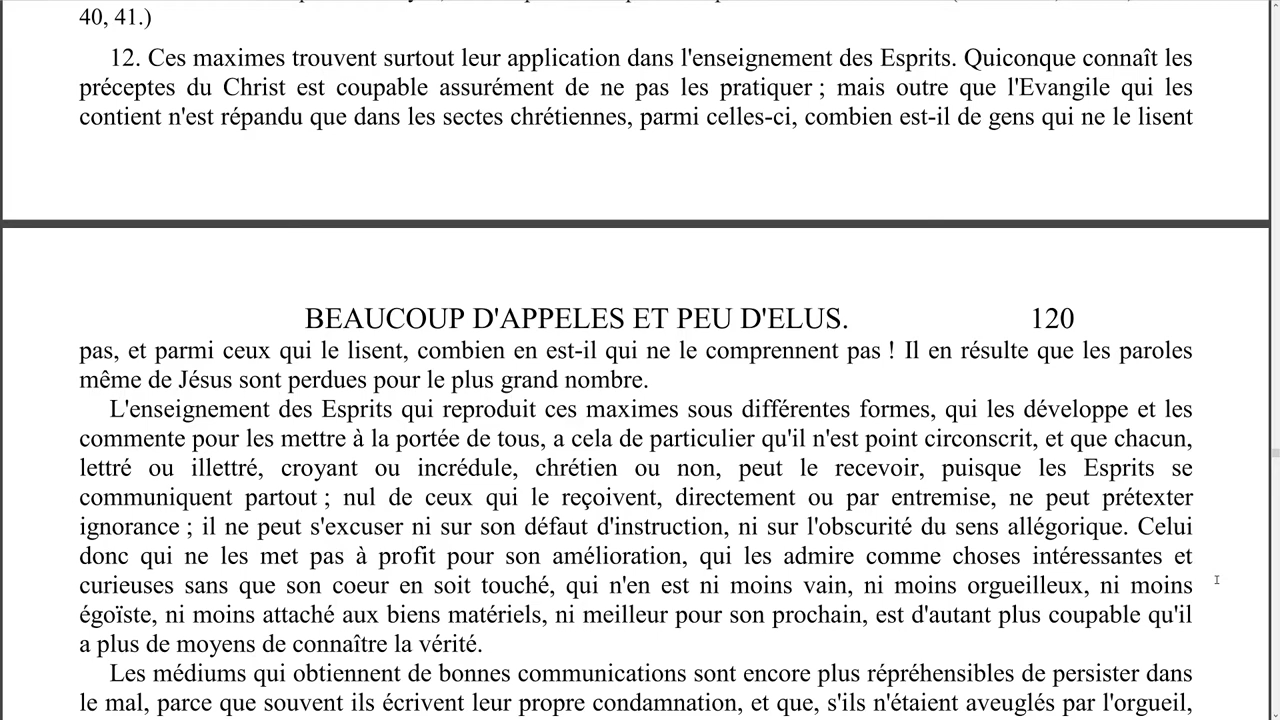 40, 41.)
12. Ces maximes trouvent surtout leur application dans l'enseignement des Esprits. Quiconque connaît les
préceptes du Christ est coupable assurément de ne pas les pratiquer ; mais outre que l'Evangile qui les
contient n'est répandu que dans les sectes chrétiennes, parmi celles-ci, combien est-il de gens qui ne le lisent
BEAUCOUP D'APPELES ET PEU D'ELUS. 120
pas, et parmi ceux qui le lisent, combien en est-il qui ne le comprennent pas ! Il en résulte que les paroles
même de Jésus sont perdues pour le plus grand nombre.
L'enseignement des Esprits qui reproduit ces maximes sous différentes formes, qui les développe et les
commente pour les mettre à la portée de tous, a cela de particulier qu'il n'est point circonscrit, et que chacun,
lettré ou illettré, croyant ou incrédule, chrétien ou non, peut le recevoir, puisque les Esprits se
communiquent partout ; nul de ceux qui le reçoivent, directement ou par entremise, ne peut prétexter
ignorance ; il ne peut s'excuser ni sur son défaut d'instruction, ni sur l'obscurité du sens allégorique. Celui
donc qui ne les met pas à profit pour son amélioration, qui les admire comme choses intéressantes et
curieuses sans que son coeur en soit touché, qui n'en est ni moins vain, ni moins orgueilleux, ni moins
égoïste, ni moins attaché aux biens matériels, ni meilleur pour son prochain, est d'autant plus coupable qu'il
a plus de moyens de connaître la vérité.
Les médiums qui obtiennent de bonnes communications sont encore plus répréhensibles de persister dans
le mal, parce que souvent ils écrivent leur propre condamnation, et que, s'ils n'étaient aveuglés par l'orgueil,